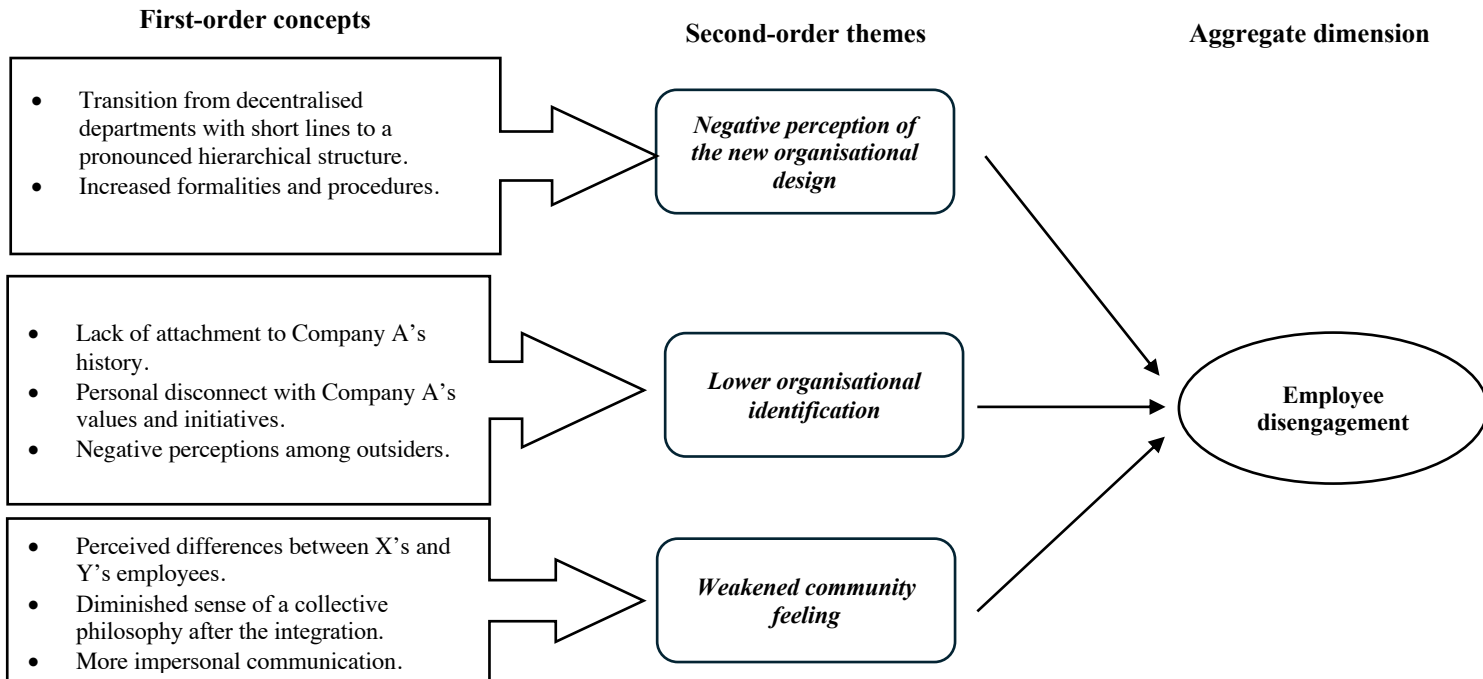 First-order concepts
Second-order themes
Aggregate dimension
• Transition from decentralised
departments with short lines to a
pronounced hierarchical structure.
• Increased formalities and procedures.
Negative perception of
the new organisational
design
• Lack of attachment to Company A’s
history.
• Personal disconnect with Company A’s
values and initiatives.
• Negative perceptions among outsiders.
Lower organisational
identification
Employee
disengagement
• Perceived differences between X’s and
Y’s employees.
• Diminished sense of a collective
philosophy after the integration.
• More impersonal communication.
Weakened community
feeling